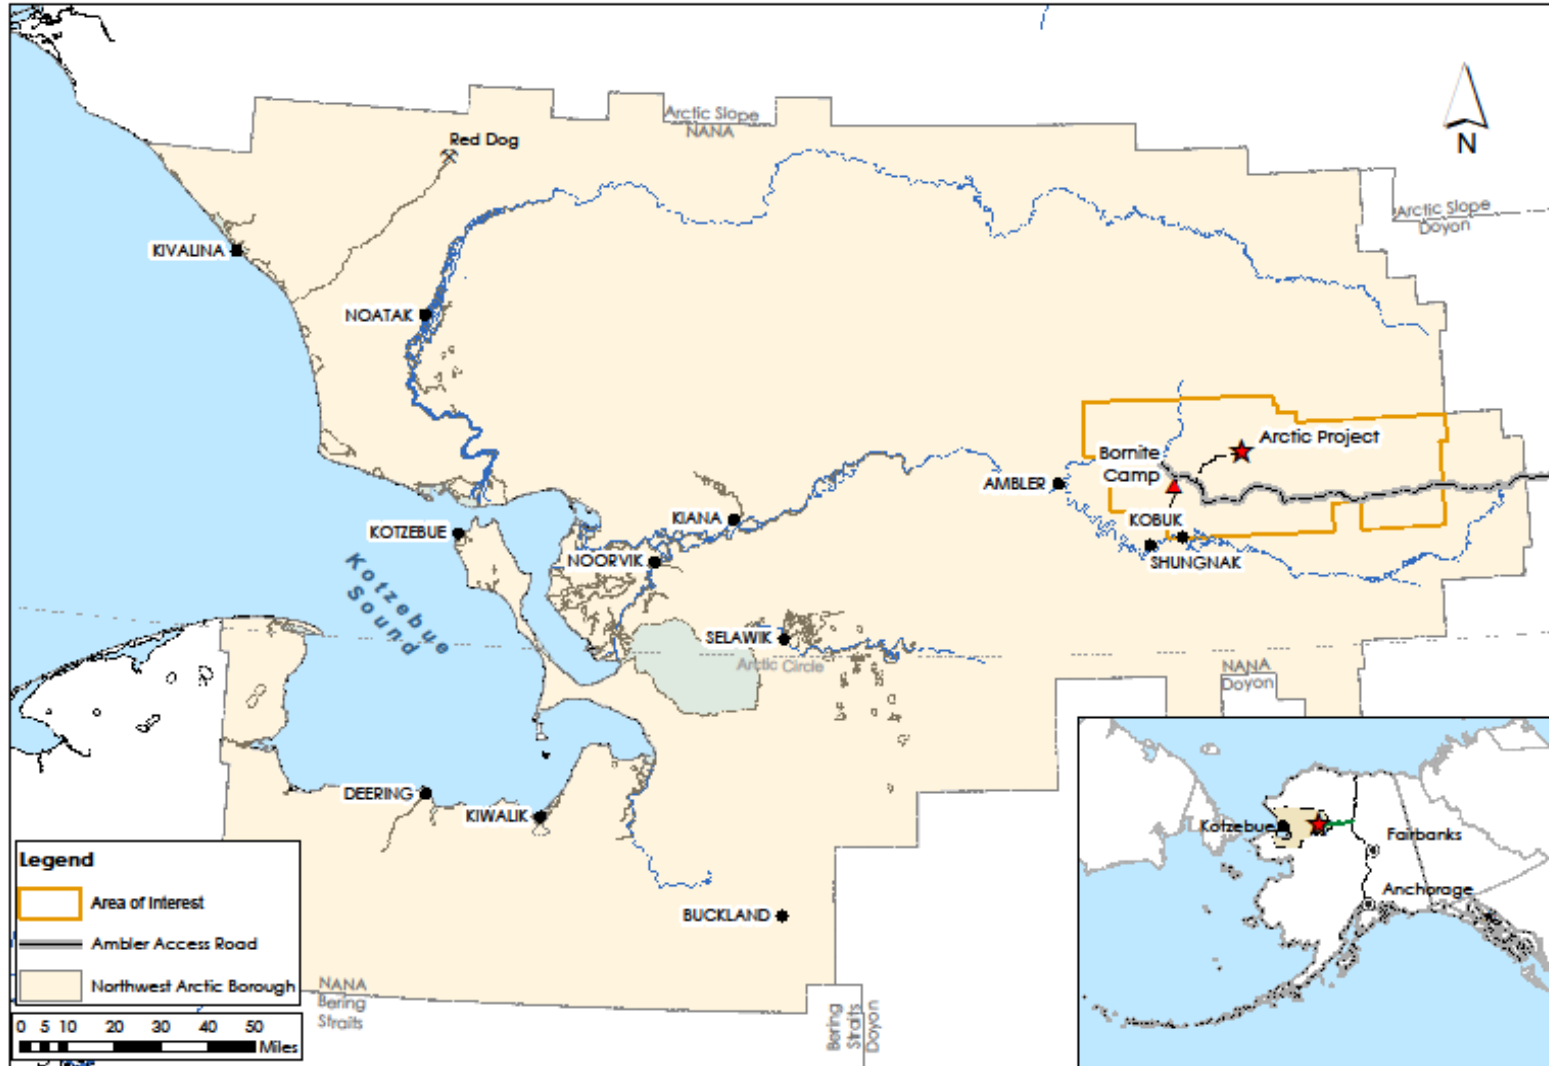 Arctic Slope
NANA
Red Dog
N
Arctic Slope
Doyon
KIVALINA
NOATAK
Arctic Project
Bornite
Camp
AMBLER
KIANA
KOBUK
KOTZEBUE
NOORVIK
SHUNGNAK
Kotzebue
Sound
SELAWIK
Arctic Circle
NANA
Doyon
DEERING
KIWALIK
BUCKLAND
Kotzebue
Fairbanks
Anchorage
Legend
Area of Interest
Ambler Access Road
Northwest Arctic Borough
NANA
Bering
Straits
Bering
Straits
Doyon
0 5 10 20 30 40 50
Miles